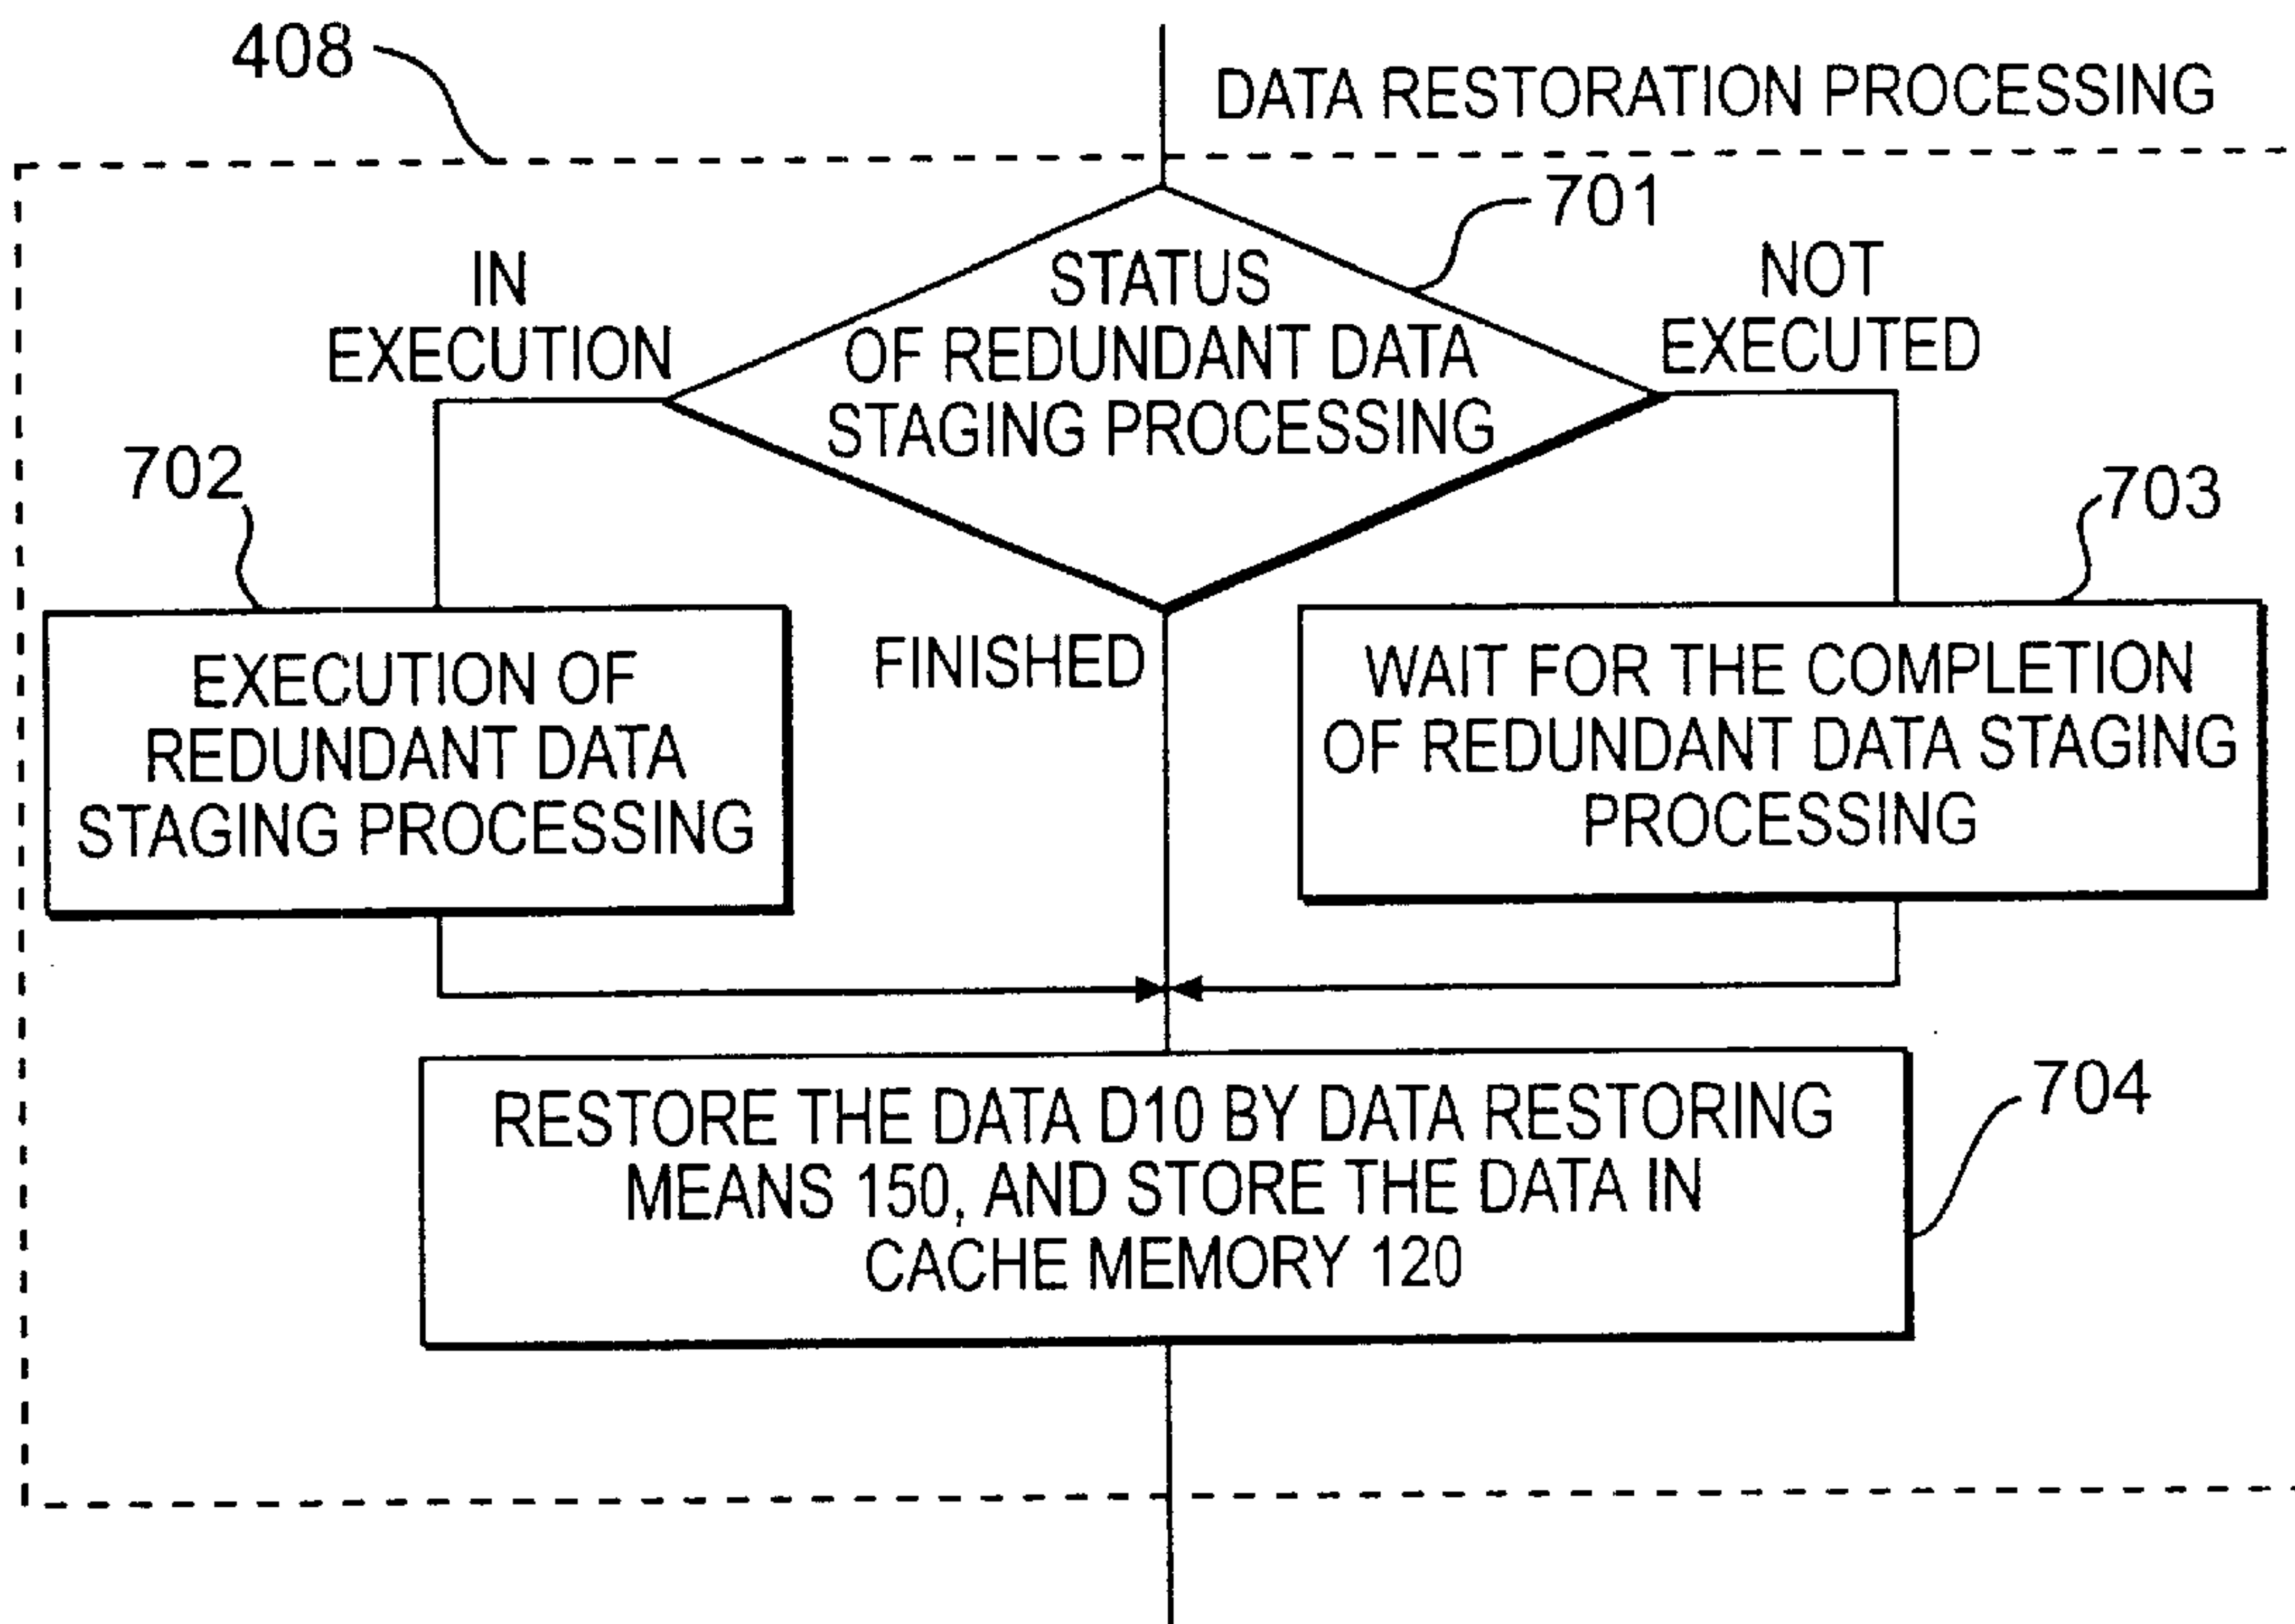 408
DATA RESTORATION PROCESSING
701
IN
EXECUTION
STATUS
OF REDUNDANT DATA
STAGING PROCESSING
NOT
EXECUTED
702
703
FINISHED
EXECUTION OF
REDUNDANT DATA
STAGING PROCESSING
WAIT FOR THE COMPLETION
OF REDUNDANT DATA STAGING
PROCESSING
RESTORE THE DATA D10 BY DATA RESTORING
MEANS 150, AND STORE THE DATA IN
CACHE MEMORY 120
704